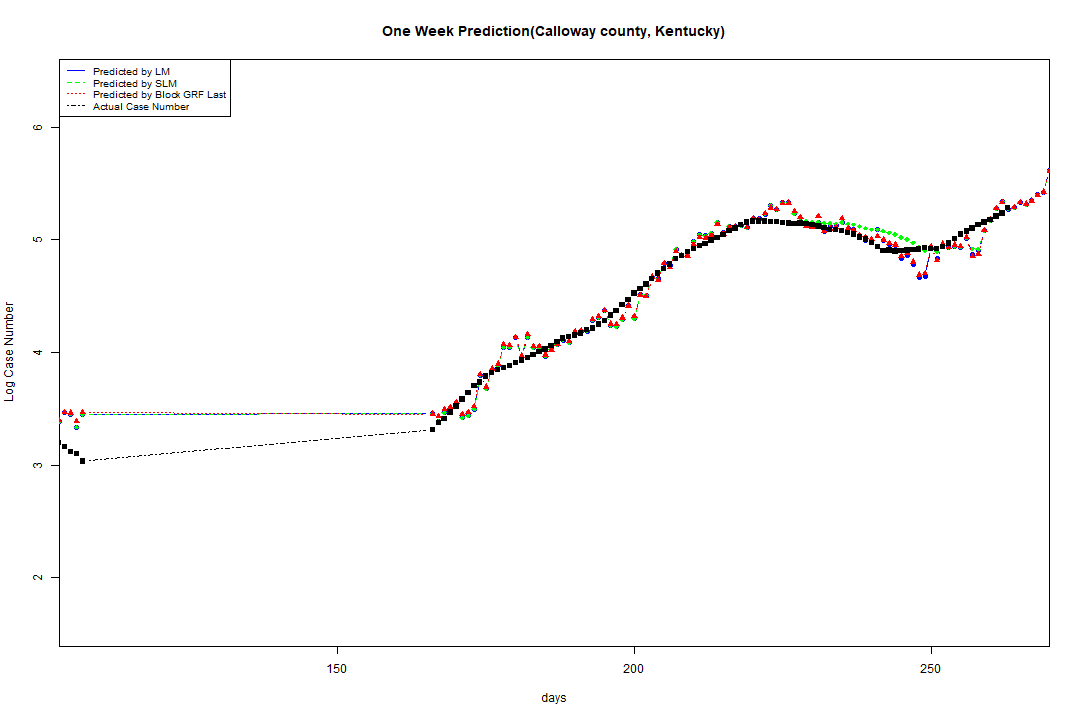 One Week Prediction(Calloway county, Kentucky)
Predicted by LM
Predicted by SLM
Predicted by Block GRF Last
Actual Case Number
6
5
4
3
2
Log Case Number
150
200
250
days